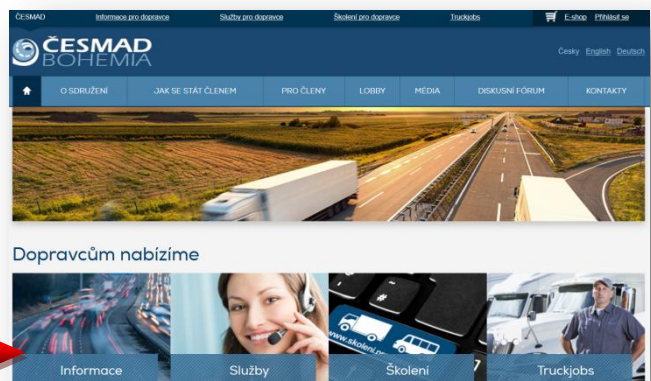 ČESMAD Informace pro dopravce Služby pro dopravce Školení pro dopravce Truckjobs E-shop Přihlásit se
ČESMAD
BOHEMIA
Česky English Deutsch
O SDRUŽENÍ JAK SE STÁT ČLENEM PRO ČLENY LOBBY MÉDIA DISKUSNÍ FÓRUM KONTAKTY
Dopravcům nabízíme
Informace Služby Školení Truckjobs